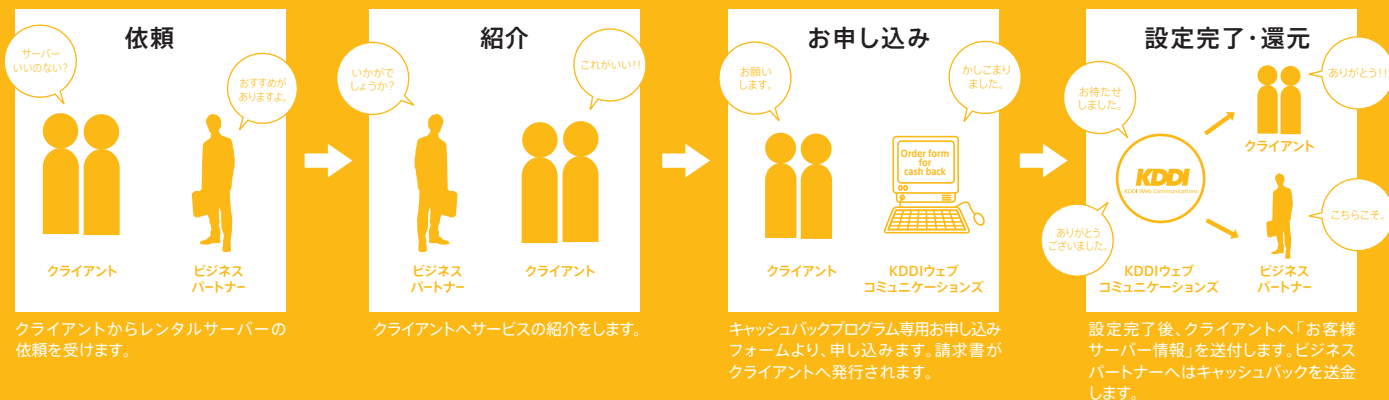 依頼
サーバー
いいのない?
おすすめが
ありますよ。
クライアント
ビジネス
パートナー
クライアントからレンタルサーバーの
依頼を受けます。
紹介
いかがで
しょうか?
これがいい!!
ビジネス
パートナー
クライアント
クライアントへサービスの紹介をします。
お申し込み
お願い
します。
かしこまり
ました。
Order form
for
cash back
クライアント
KDDIウェブ
コミュニケーションズ
キャッシュバックプログラム専用お申し込み
フォームより、申し込みます。請求書が
クライアントへ発行されます。
設定完了・還元
お待たせ
しました。
ありがとう!!
クライアント
KDDI
KDDI Web Communications
ありがとう
ございました。
こちらこそ。
KDDIウェブ
コミュニケーションズ
ビジネス
パートナー
設定完了後、クライアントへ「お客様
サーバー情報」を送付します。ビジネス
パートナーへはキャッシュバックを送金
します。